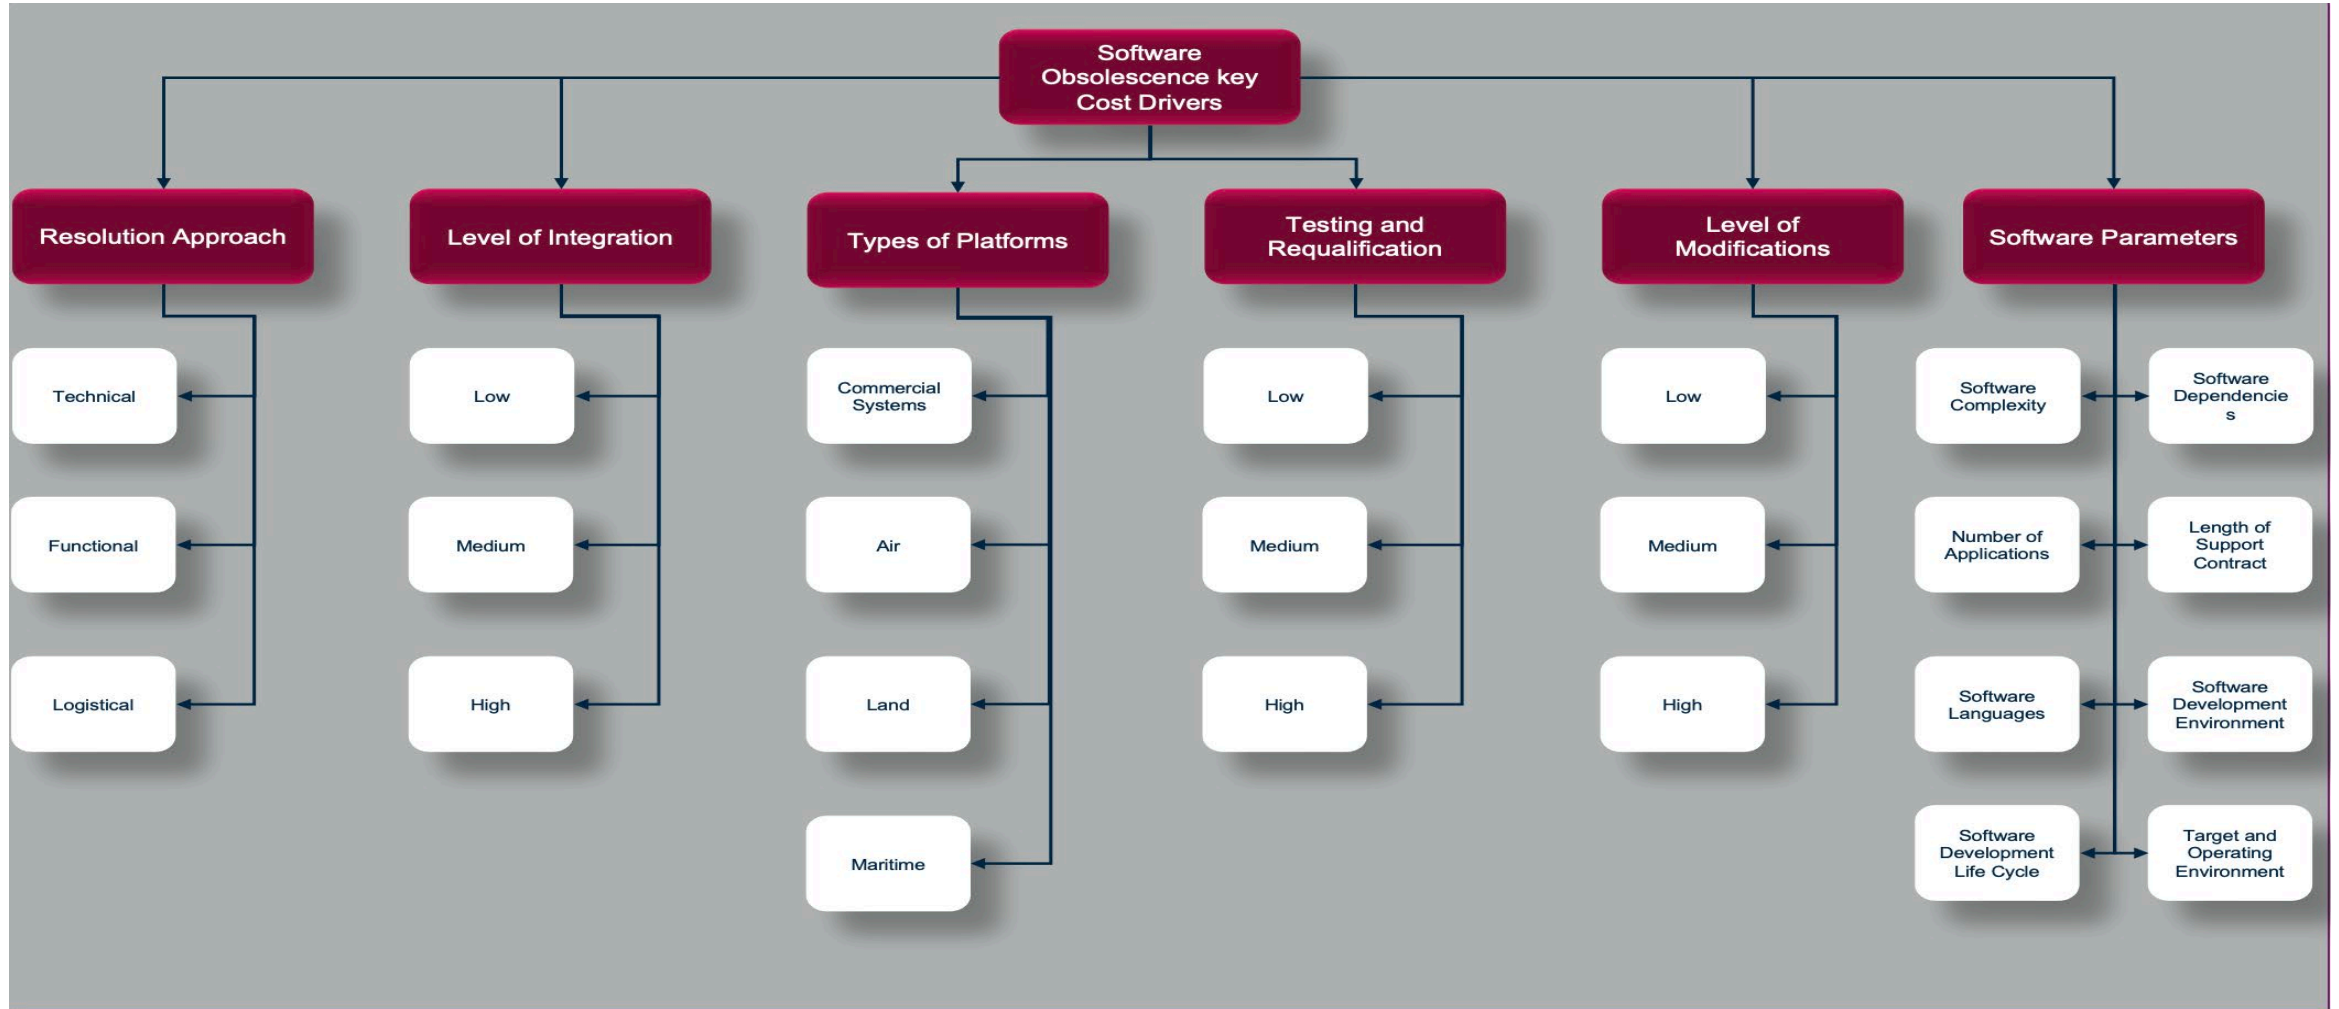 Software
Obsolescence key
Cost Drivers
Resolution Approach
Level of Integration
Types of Platforms
Testing and
Requalification
Level of
Modifications
Software Parameters
Technical
Functional
Logistical
Low
Medium
High
Commercial
Systems
Air
Land
Maritime
Low
Medium
High
Low
Medium
High
Software
Complexity
Software
Dependencie
s
Number of
Applications
Length of
Support
Contract
Software
Languages
Software
Development
Environment
Software
Development
Life Cycle
Target and
Operating
Environment